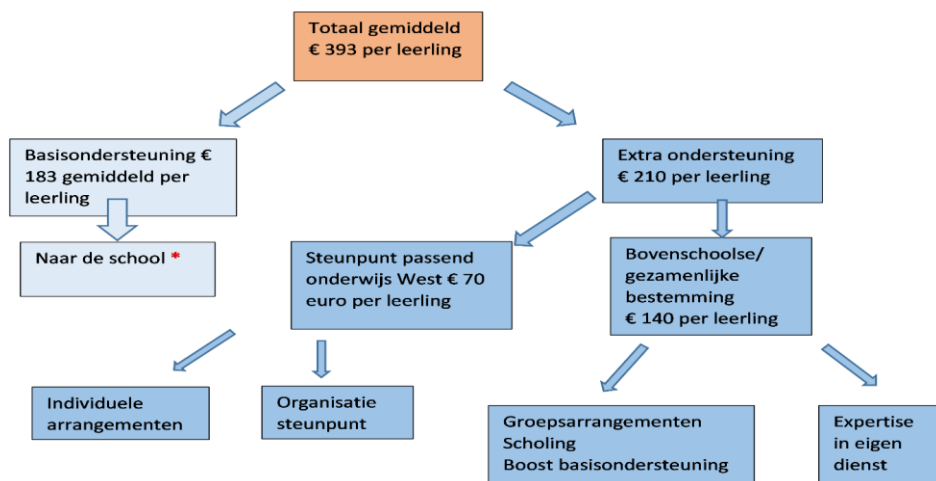 Totaal gemiddeld
€ 393 per leerling
Basisondersteuning €
183 gemiddeld per
leerling
Extra ondersteuning
€ 210 per leerling
Naar de school *
Steunpunt passend
onderwijs West € 70
euro per leerling
Bovenschoolse/
gezamenlijke
bestemming
€ 140 per leerling
Individuele
arrangementen
Organisatie
steunpunt
Groepsarrangementen
Scholing
Boost basisondersteuning
Expertise
in eigen
dienst